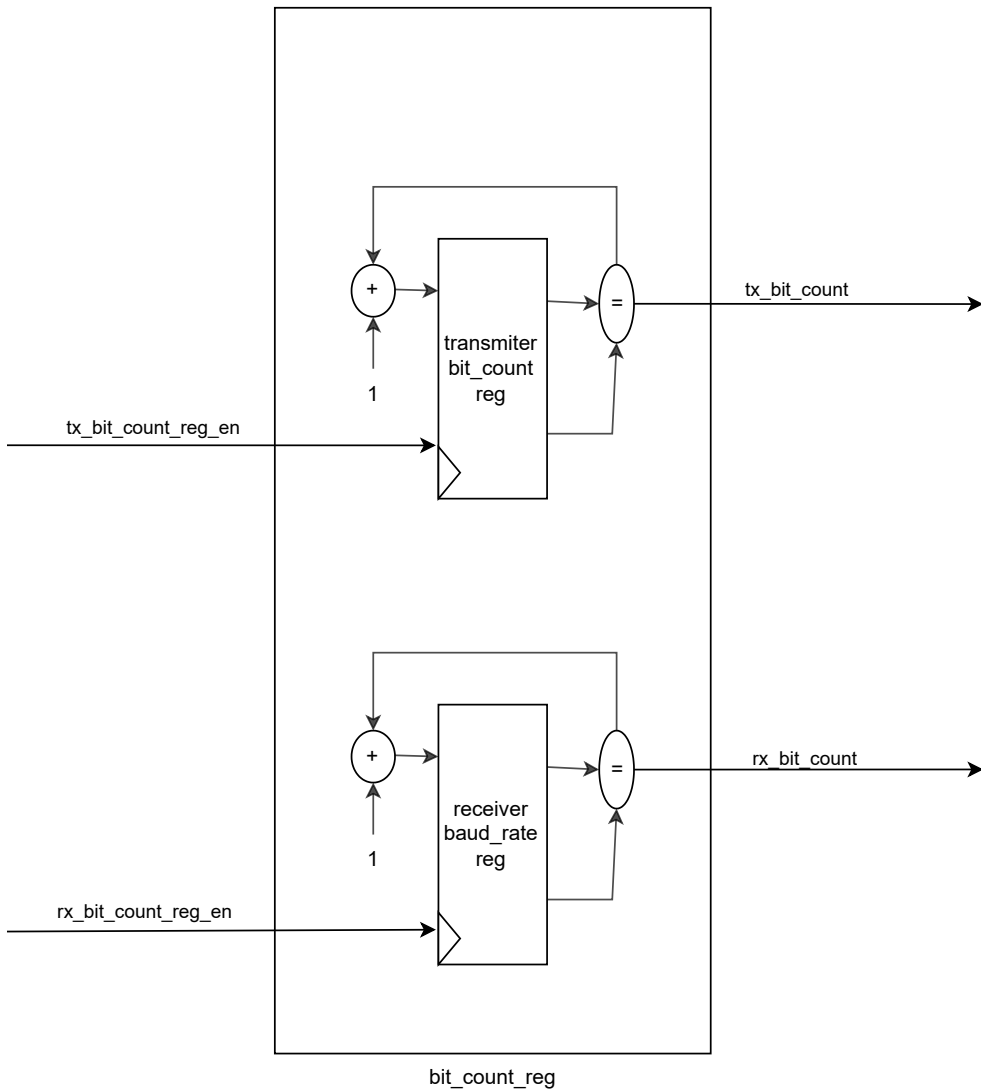 +
=
tx_bit_count
transmiter
bit_count
reg
1
tx_bit_count_reg_en
+
=
rx_bit_count
receiver
baud_rate
reg
1
rx_bit_count_reg_en
bit_count_reg